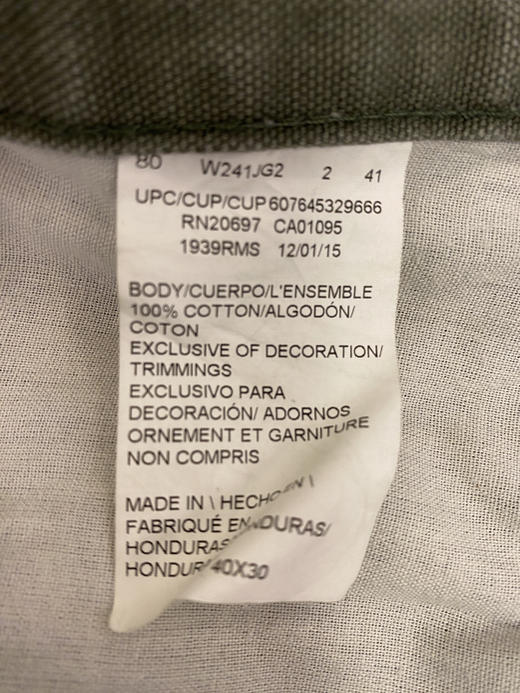 80 W241JG2 2 41
UPC/CUP/CUP 607645329666
RN20697 CA01095
1939RMS 12/01/15
BODY/CUERPO/L'ENSEMBLE
100% COTTON/ALGODÓN/
COTON
EXCLUSIVE OF DECORATION/
TRIMMINGS
EXCLUSIVO PARA
DECORACIÓN/ ADORNOS
ORNEMENT ET GARNITURE
NON COMPRIS
MADE IN \ HECHO EN \
FABRIQUÉ EN
HONDURAS
40X30